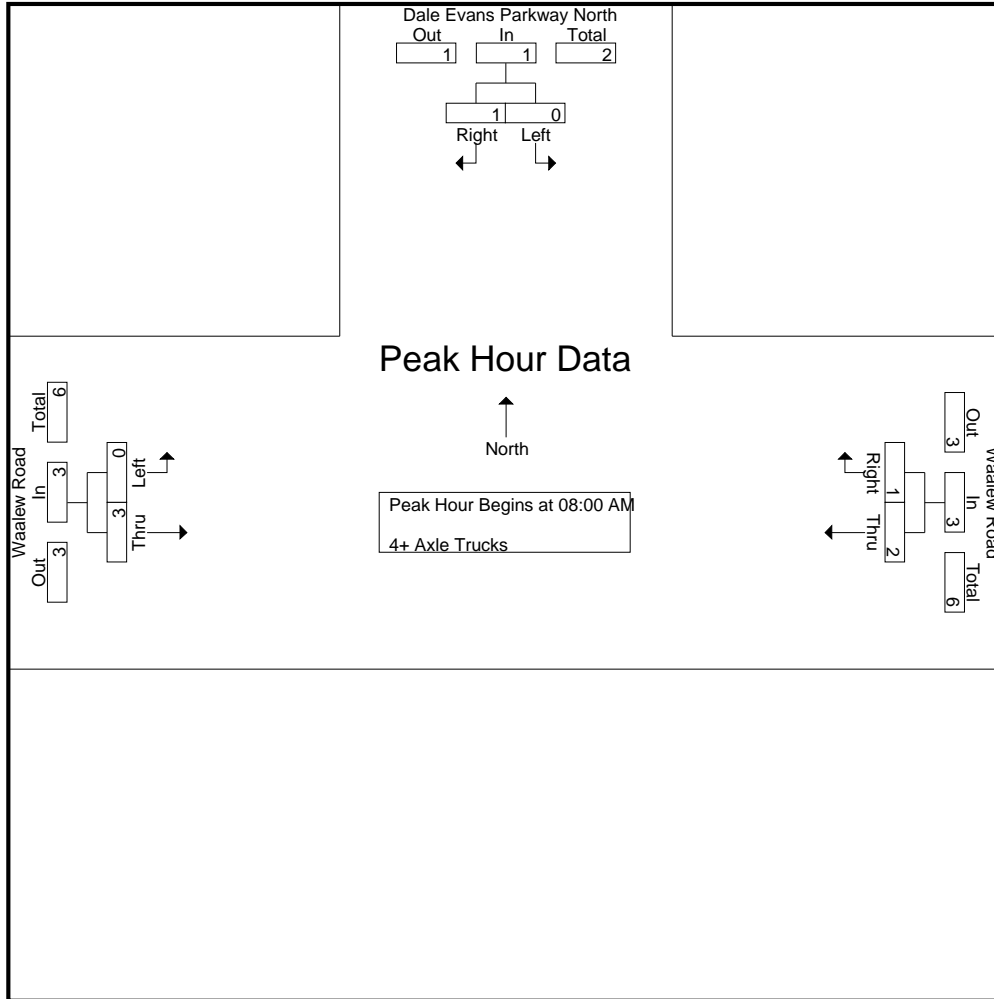 Dale Evans Parkway North
Out In Total
1 1 2
1 0
Right Left
Peak Hour Data
North
Peak Hour Begins at 08:00 AM
4+ Axle Trucks
Waalew Road
Total In Out
6 3 3
0 3
Left Thru
Waalew Road
Out In Total
3 3 6
1 2
Right Thru